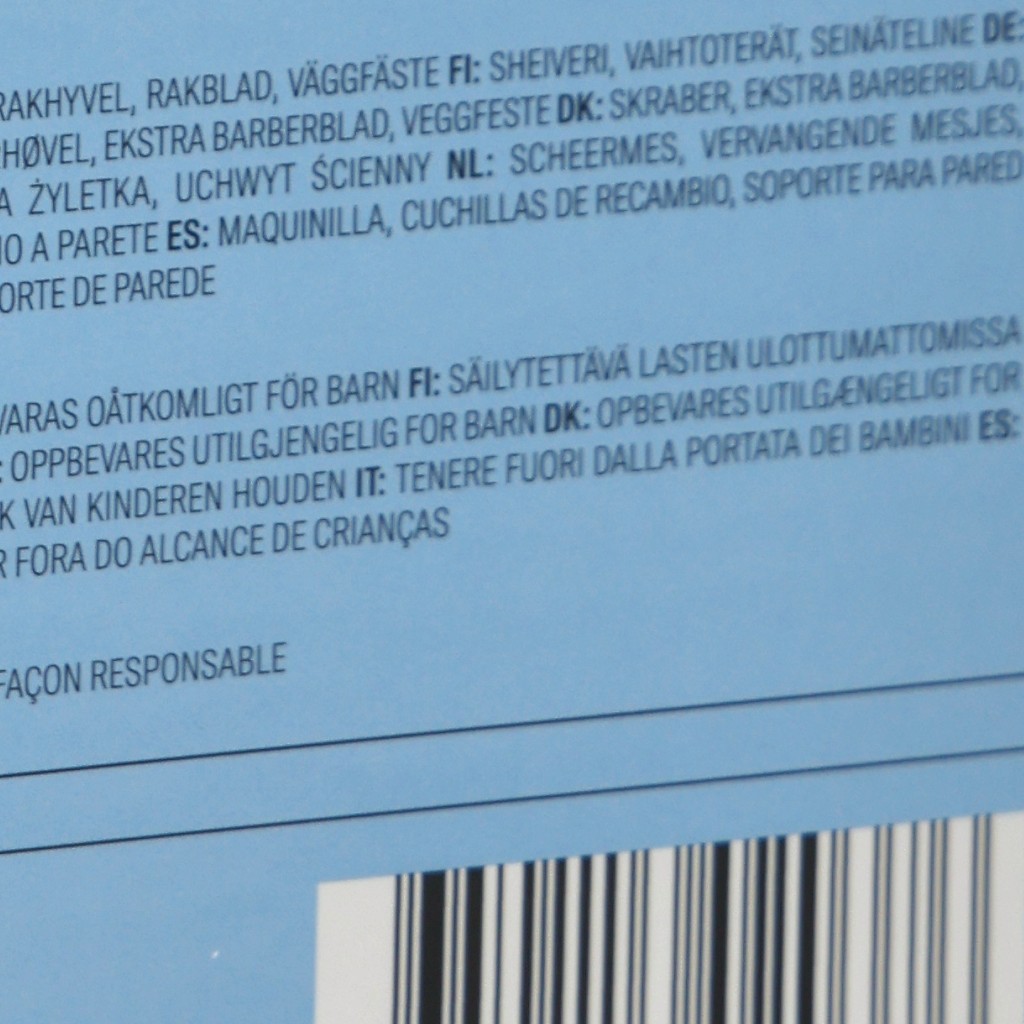 RAKHYVEL, RAKBLAD, VÄGGFÄSTE FI: SHEIVERI, VAIHTOTERÄT, SEINÄTELINE DE:
HØVEL, EKSTRA BARBERBLAD, VEGGFESTE DK: SKRABER, EKSTRA BARBERBLAD,
A ŻYLETKA, UCHWYT ŚCIENNY NL: SCHEERMES, VERVANGENDE MESJES,
IO A PARETE ES: MAQUINILLA, CUCHILLAS DE RECAMBIO, SOPORTE PARA PARED
ORTE DE PAREDE
VARAS OÅTKOMLIGT FÖR BARN FI: SÄILYTETTÄVÄ LASTEN ULOTTUMATTOMISSA
: OPPBEVARES UTILGJENGELIG FOR BARN DK: OPBEVARES UTILGÆNGELIGT FOR
K VAN KINDEREN HOUDEN IT: TENERE FUORI DALLA PORTATA DEI BAMBINI ES:
R FORA DO ALCANCE DE CRIANÇAS
FAÇON RESPONSABLE